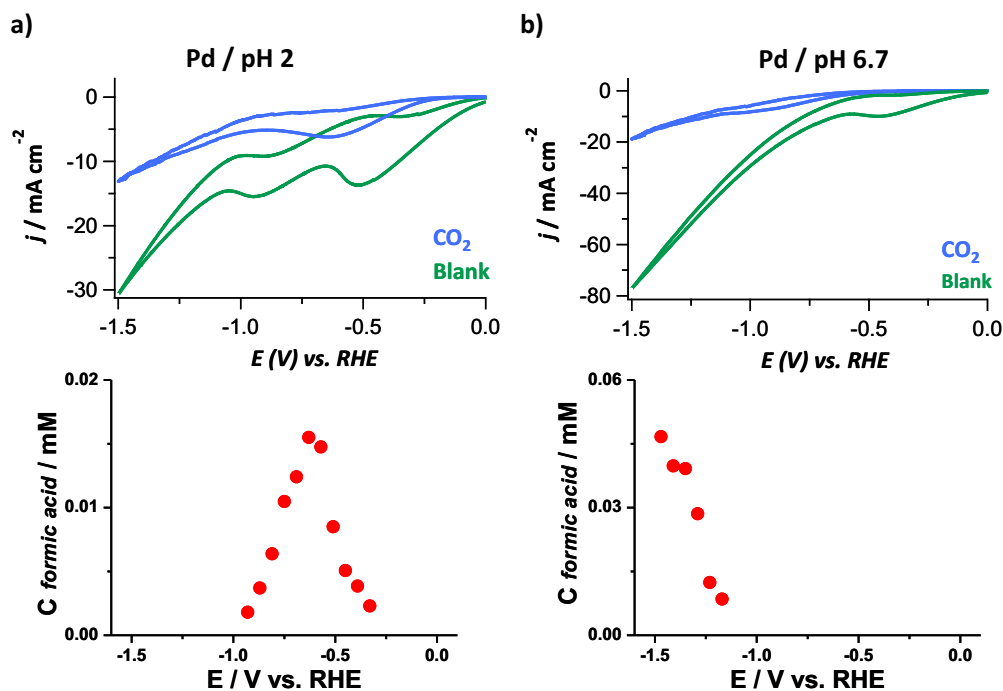 a)
Pd / pH 2
0
-10
-20
-30
j / mA cm-2
CO2
Blank
-1.5
-1.0
-0.5
0.0
E (V) vs. RHE
0.02
0.01
0.00
C formic acid / mM
-1.5
-1.0
-0.5
0.0
E / V vs. RHE
b)
Pd / pH 6.7
0
-20
-40
-60
-80
j / mA cm-2
CO2
Blank
-1.5
-1.0
-0.5
0.0
E (V) vs. RHE
0.06
0.03
0.00
C formic acid / mM
-1.5
-1.0
-0.5
0.0
E / V vs. RHE